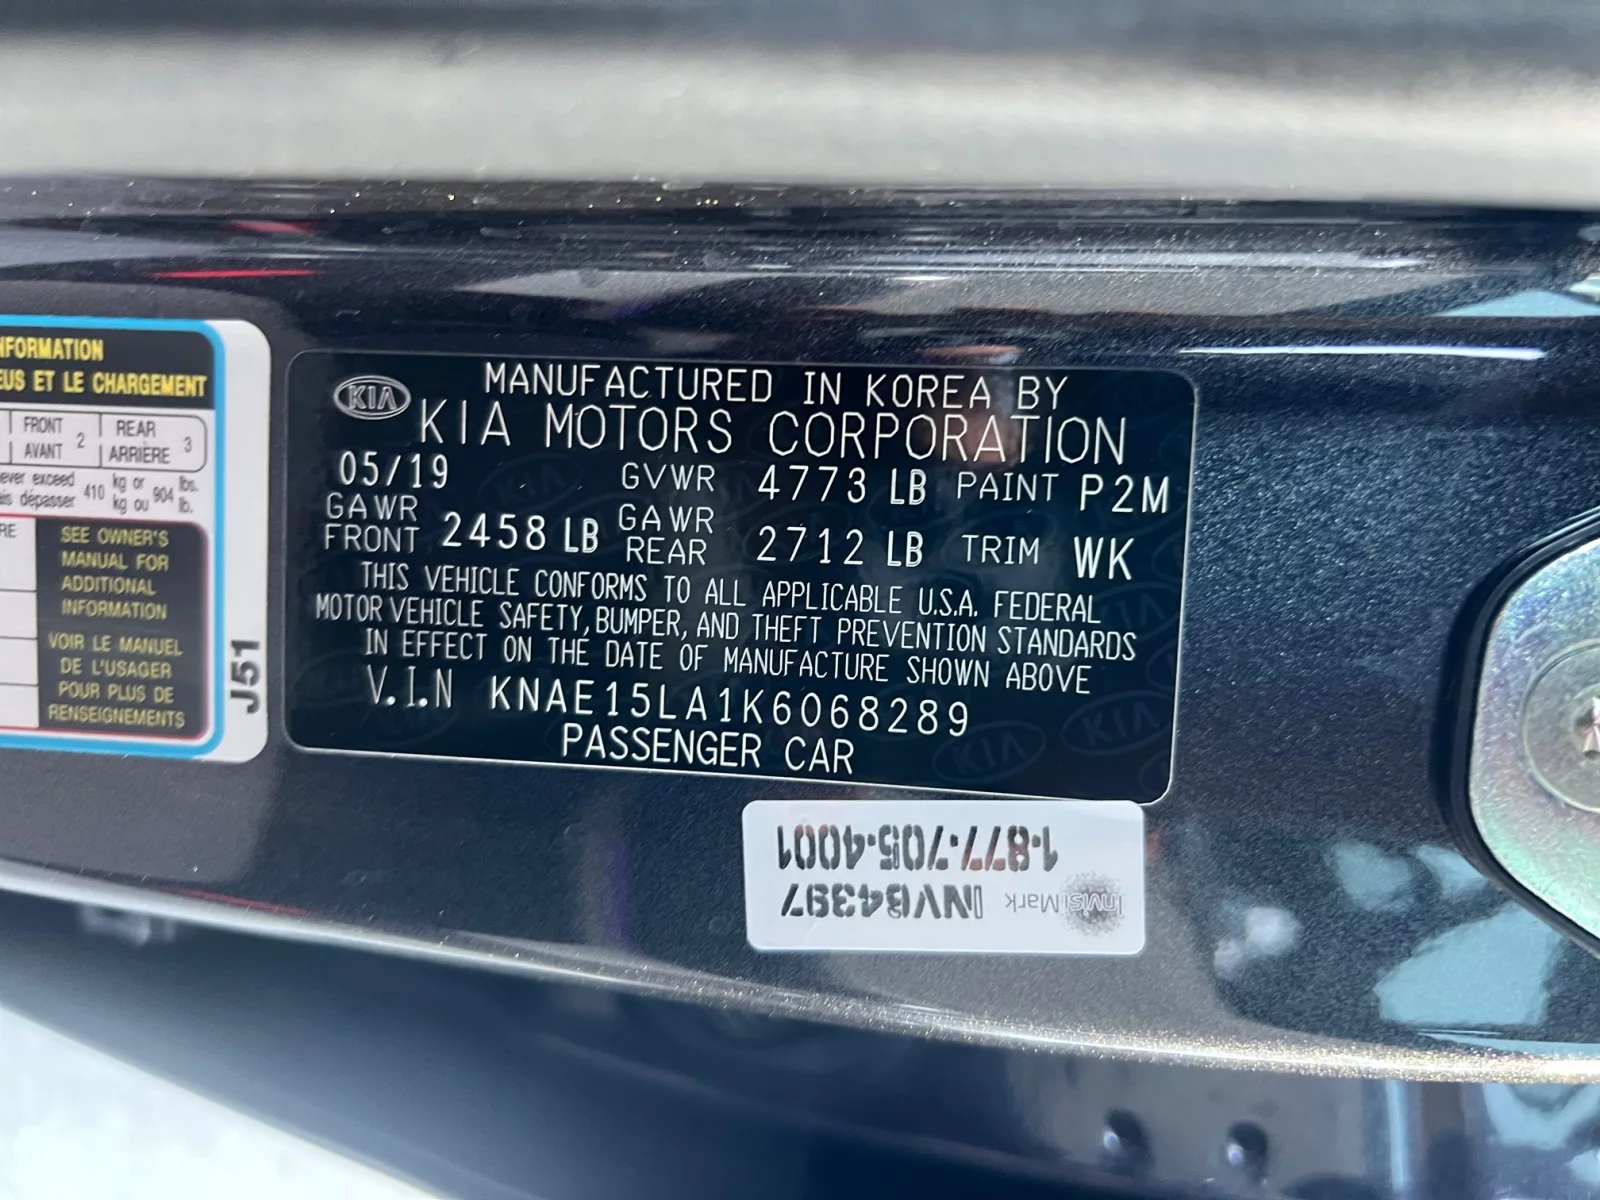 NFORMATION
EUS ET LE CHARGEMENT
FRONT 2 REAR 3
AVANT ARRIÈRE
ever exceed 410 kg or 904 lbs.
is dépasser kg ou lb.
RE
SEE OWNER'S
MANUAL FOR
ADDITIONAL
INFORMATION
VOIR LE MANUEL
DE L'USAGER
POUR PLUS DE
RENSEIGNEMENTS
J51
KIA
MANUFACTURED IN KOREA BY
KIA MOTORS CORPORATION
05/19 GVWR 4773 LB PAINT P2M
GAWR FRONT 2458 LB GAWR REAR 2712 LB TRIM WK
THIS VEHICLE CONFORMS TO ALL APPLICABLE U.S.A. FEDERAL
MOTOR VEHICLE SAFETY, BUMPER, AND THEFT PREVENTION STANDARDS
IN EFFECT ON THE DATE OF MANUFACTURE SHOWN ABOVE
V.I.N KNAE15LA1K6068289
PASSENGER CAR
InvisiMark INV64397
1-877-705-4001